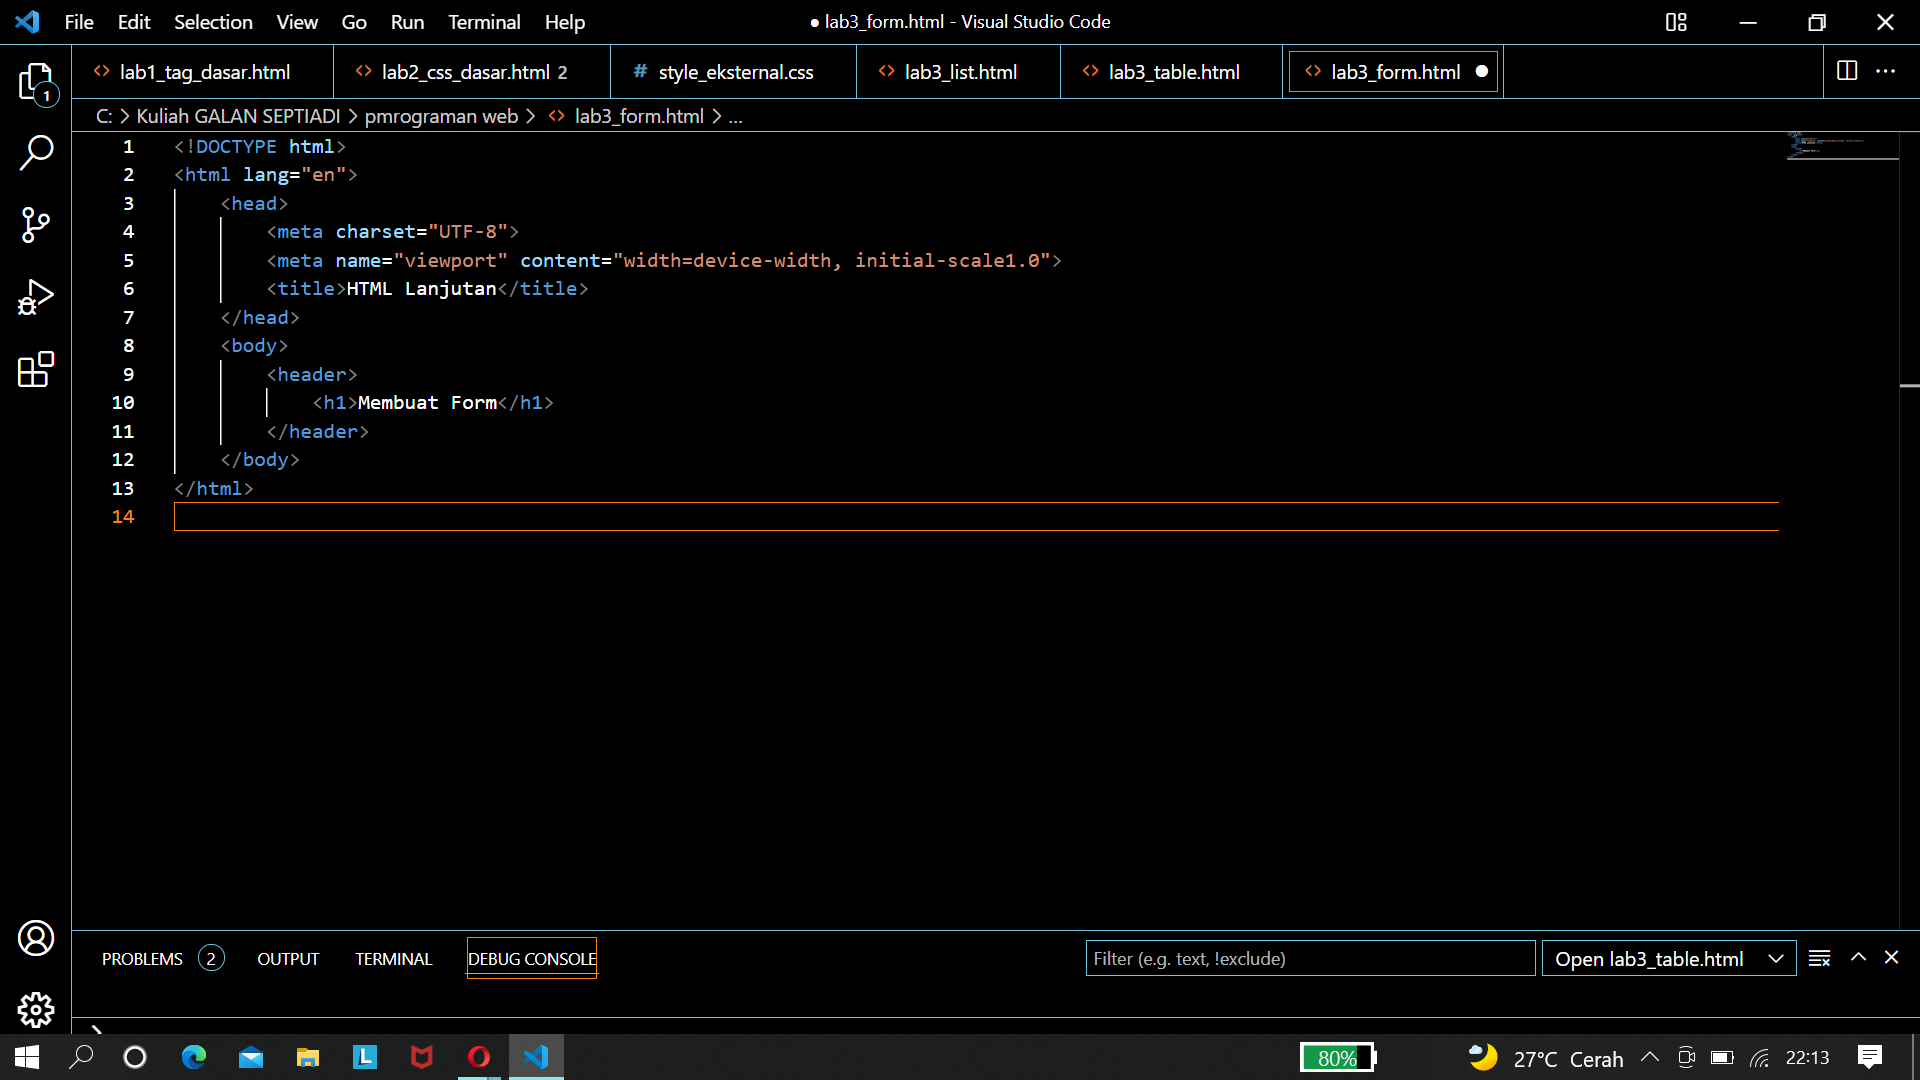 File Edit Selection View Go Run Terminal Help
● lab3_form.html - Visual Studio Code
lab1_tag_dasar.html
lab2_css_dasar.html 2
# style_eksternal.css
lab3_list.html
lab3_table.html
lab3_form.html
1
C: > Kuliah GALAN SEPTIADI > pmrograman web > lab3_form.html > ...
1 <!DOCTYPE html>
2 <html lang="en">
3 <head>
4 <meta charset="UTF-8">
5 <meta name="viewport" content="width=device-width, initial-scale1.0">
6 <title>HTML Lanjutan</title>
7 </head>
8 <body>
9 <header>
10 <h1>Membuat Form</h1>
11 </header>
12 </body>
13 </html>
14
PROBLEMS 2 OUTPUT TERMINAL DEBUG CONSOLE
Filter (e.g. text, !exclude)
Open lab3_table.html
L
80%
27°C Cerah
22:13